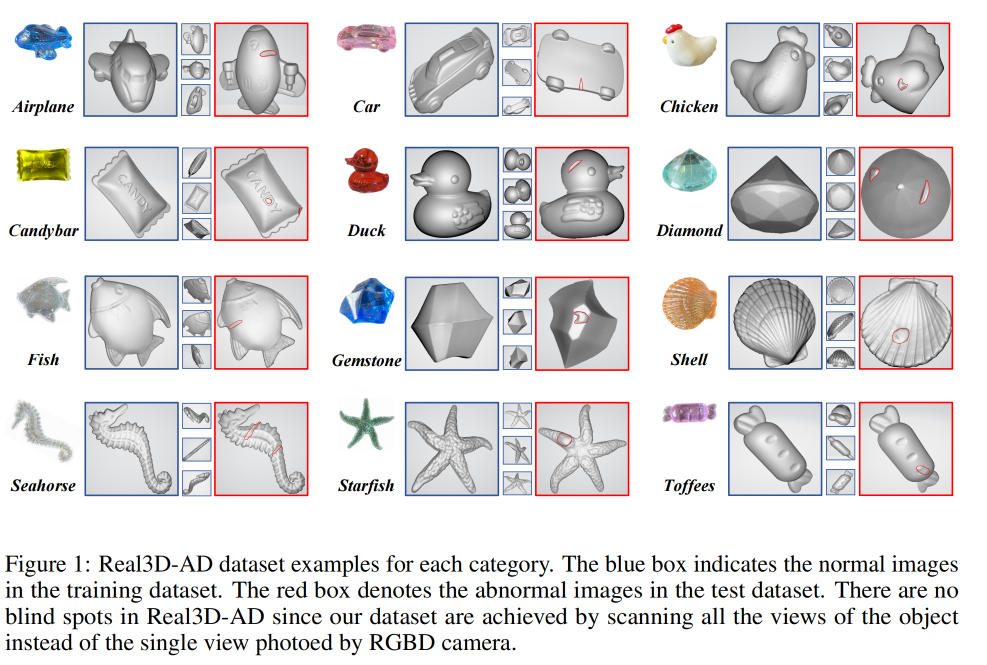 Airplane
Car
Chicken
CANDY
CANDY
Candybar
Duck
Diamond
Fish
Gemstone
Shell
Seahorse
Starfish
Toffees
Figure 1: Real3D-AD dataset examples for each category. The blue box indicates the normal images
in the training dataset. The red box denotes the abnormal images in the test dataset. There are no
blind spots in Real3D-AD since our dataset are achieved by scanning all the views of the object
instead of the single view photoed by RGBD camera.